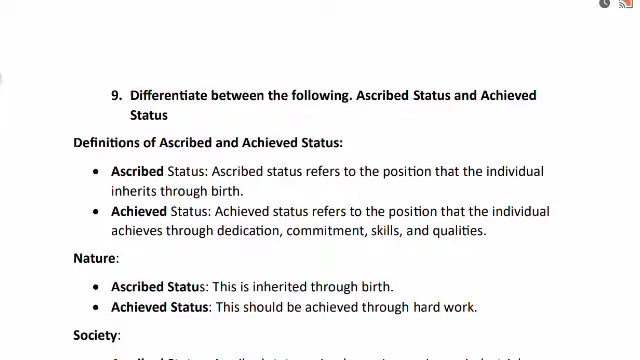 9. Differentiate between the following. Ascribed Status and Achieved
Status
Definitions of Ascribed and Achieved Status:
• Ascribed Status: Ascribed status refers to the position that the individual
inherits through birth.
• Achieved Status: Achieved status refers to the position that the individual
achieves through dedication, commitment, skills, and qualities.
Nature:
• Ascribed Status: This is inherited through birth.
• Achieved Status: This should be achieved through hard work.
Society: